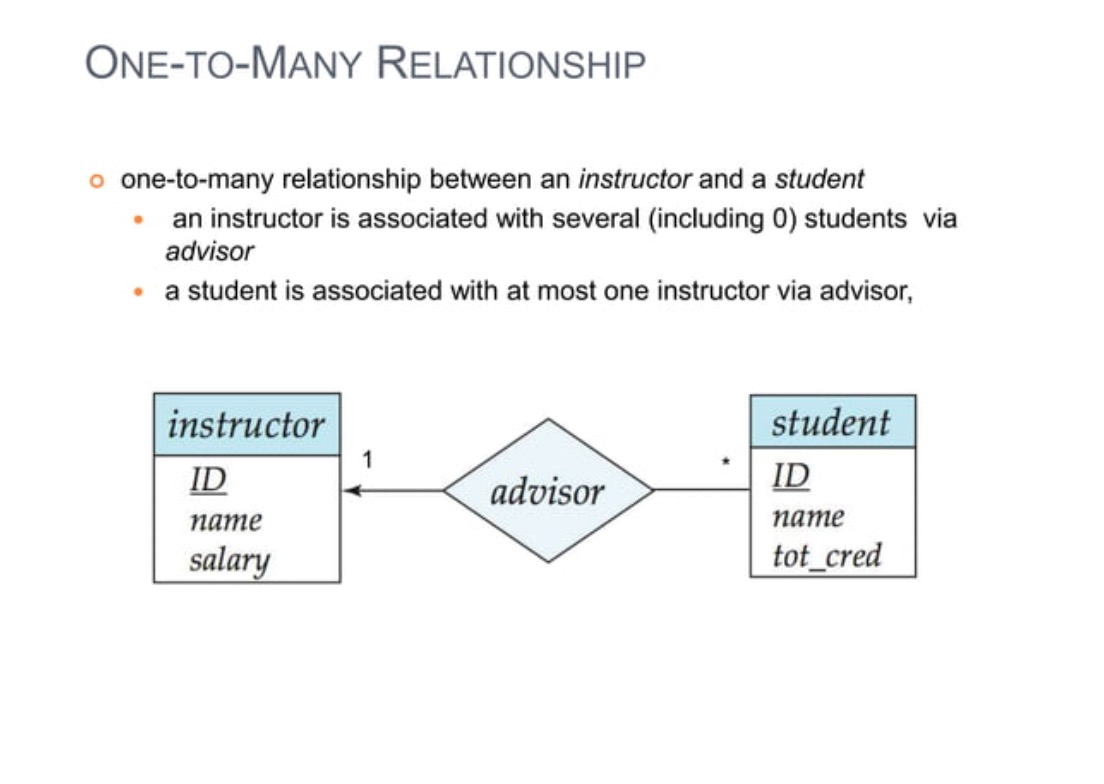 ONE-TO-MANY RELATIONSHIP
one-to-many relationship between an instructor and a student
an instructor is associated with several (including 0) students via
advisor
a student is associated with at most one instructor via advisor,
instructor
ID
name
salary
1
advisor
*
student
ID
name
tot_cred